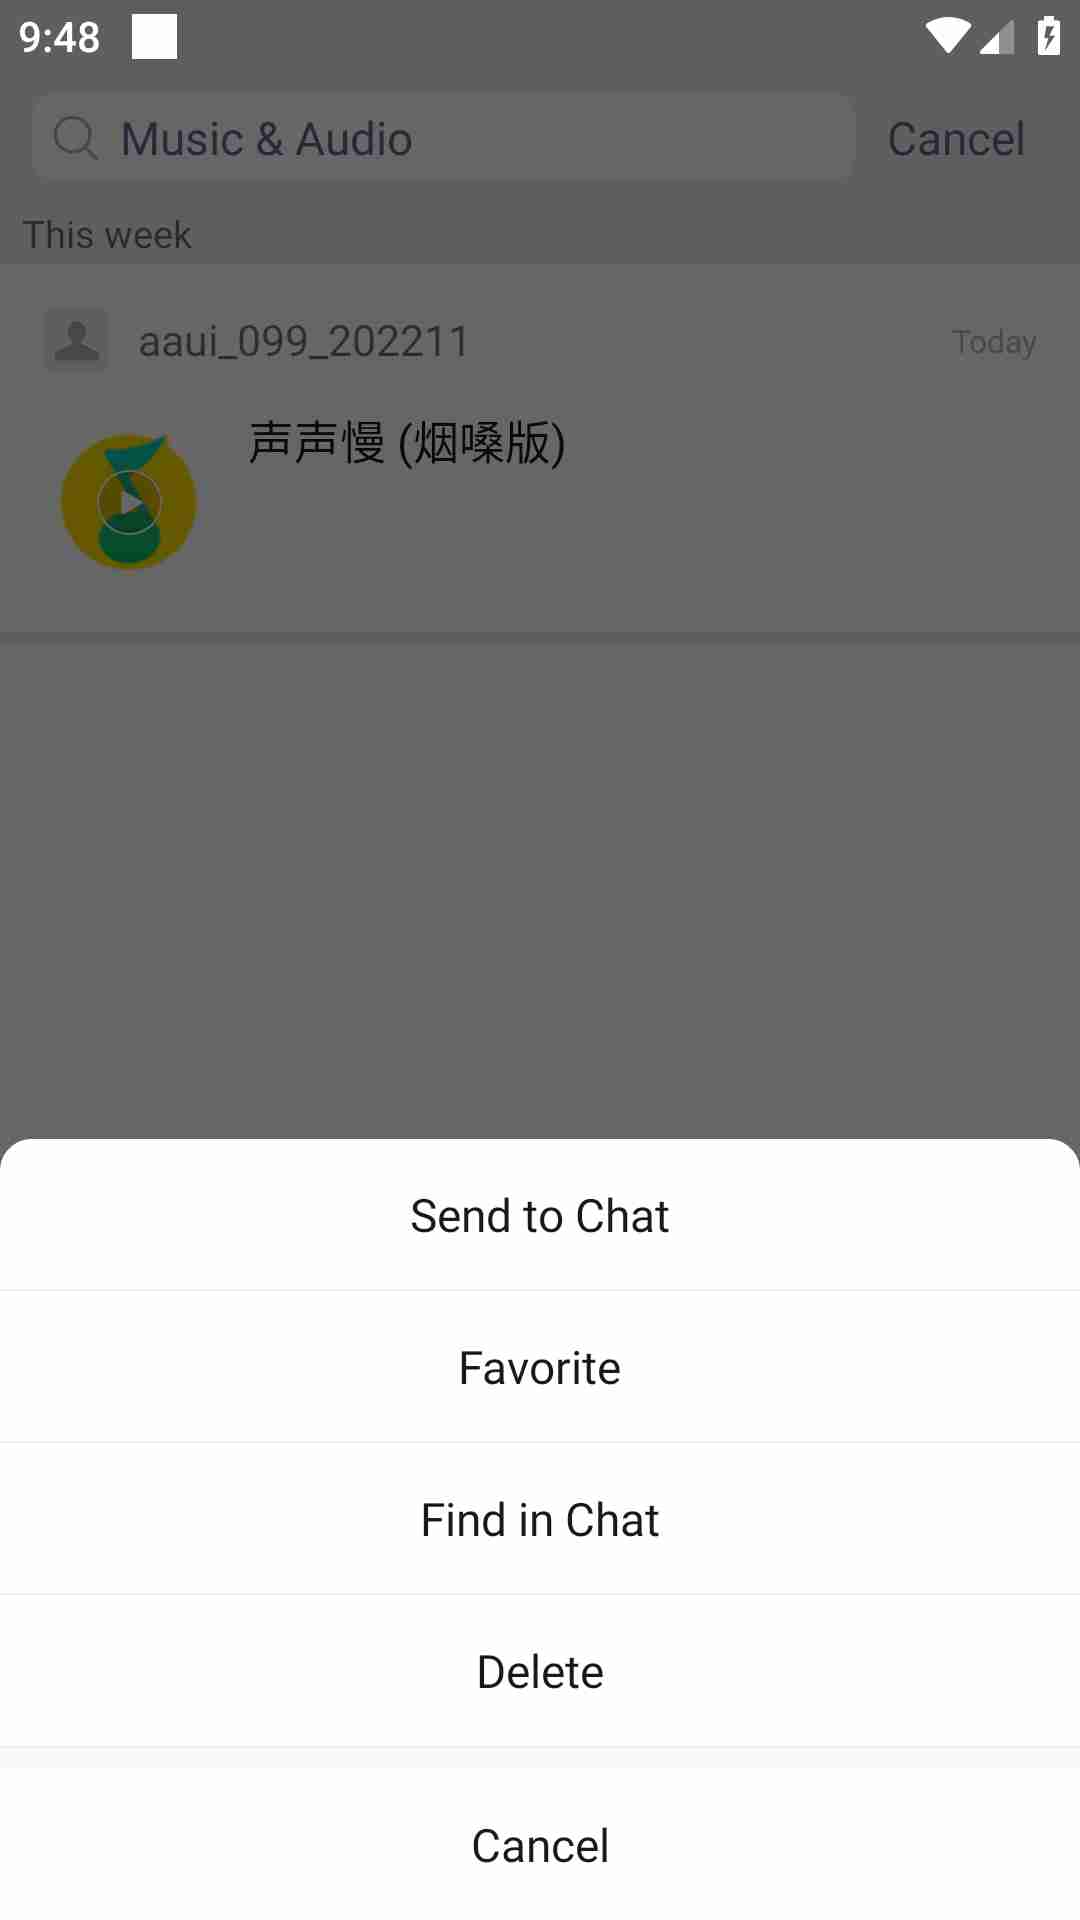 9:48
Music & Audio
Cancel
This week
aaui_099_202211
Today
声声慢 (烟嗓版)
Send to Chat
Favorite
Find in Chat
Delete
Cancel